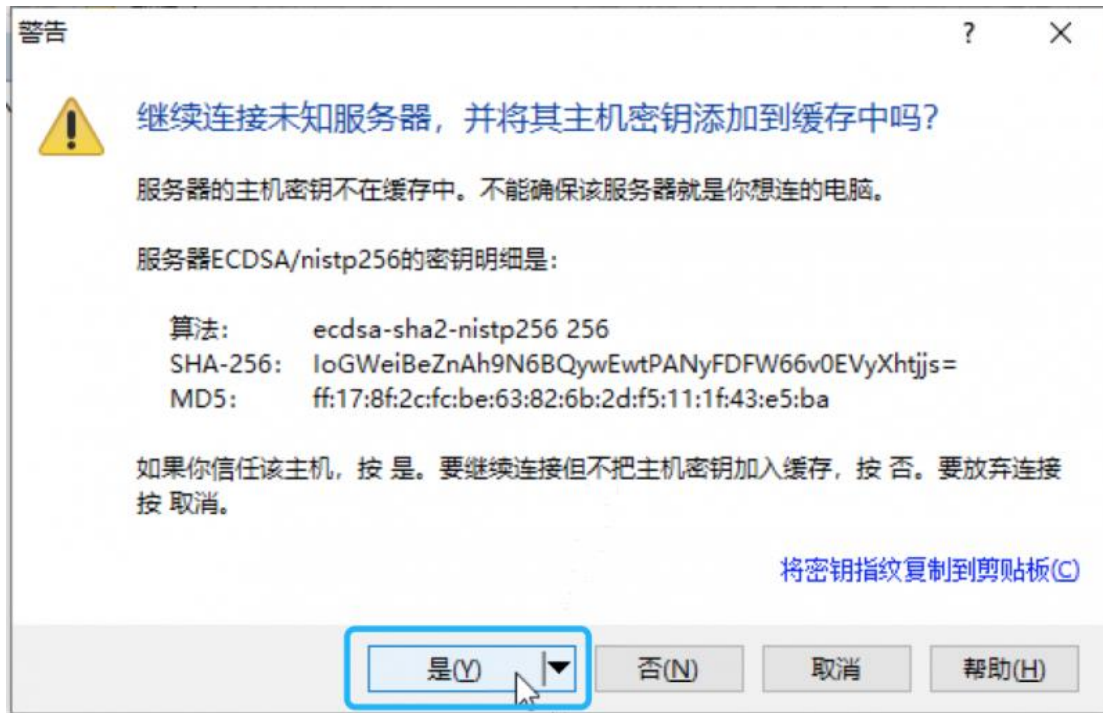 警告
?
继续连接未知服务器，并将其主机密钥添加到缓存中吗?
服务器的主机密钥不在缓存中。不能确保该服务器就是你想连的电脑。
服务器ECDSA/nistp256的密钥明细是:
算法: ecdsa-sha2-nistp256 256
SHA-256: IoGWeiBeZnAh9N6BQywEwtPANyFDFW66v0EVyXhtjjs=
MD5: ff:17:8f:2c:fc:be:63:82:6b:2d:f5:11:1f:43:e5:ba
如果你信任该主机，按 是。要继续连接但不把主机密钥加入缓存，按 否。要放弃连接
按 取消。
将密钥指纹复制到剪贴板(C)
是(Y) 否(N) 取消 帮助(H)